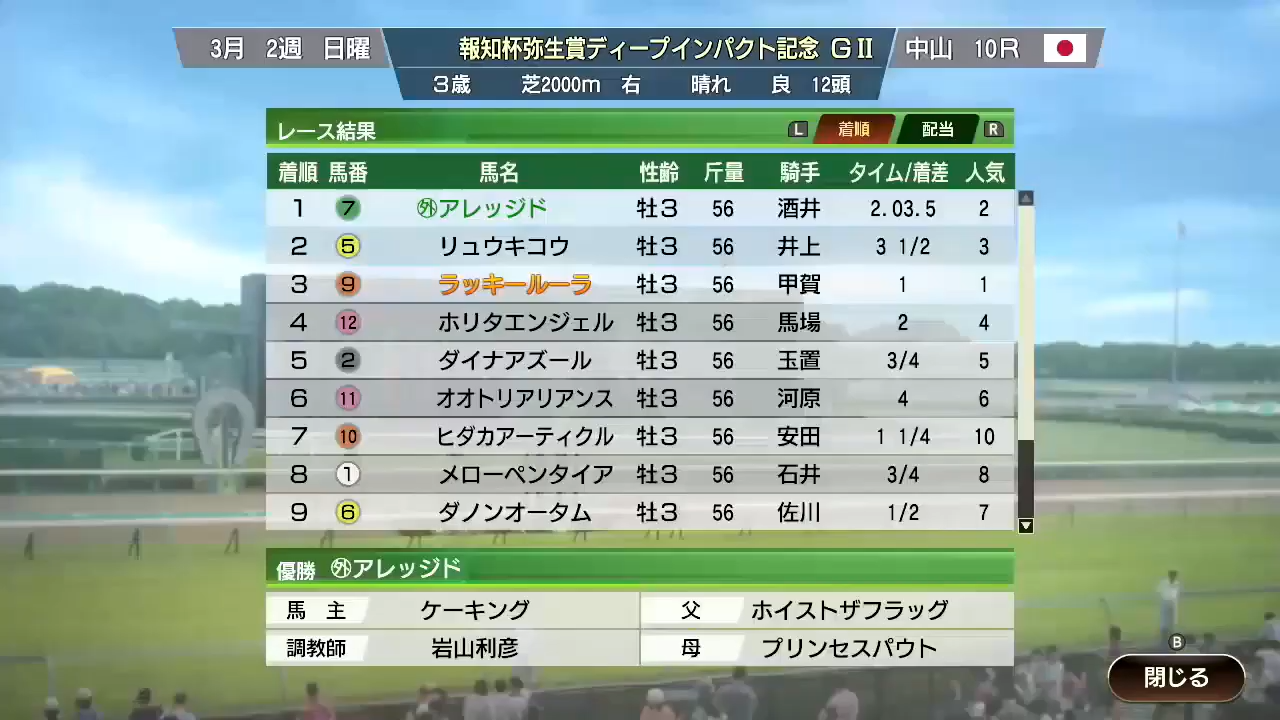 3月 2週 日曜 報知杯弥生賞ディープインパクト記念 GⅡ 中山 10R
3歳 芝2000m 右 晴れ 良 12頭
レース結果 L 着順 配当 R
着順 馬番 馬名 性齢 斤量 騎手 タイム/着差 人気
1 7 ㊕アレッジド 牡3 56 酒井 2.03.5 2
2 5 リュウキコウ 牡3 56 井上 3 1/2 3
3 9 ラッキールーラ 牡3 56 甲賀 1 1
4 12 ホリタエンジェル 牡3 56 馬場 2 4
5 2 ダイナアズール 牡3 56 玉置 3/4 5
6 11 オオトリアリアンス 牡3 56 河原 4 6
7 10 ヒダカアーティクル 牡3 56 安田 1 1/4 10
8 1 メローペンタイア 牡3 56 石井 3/4 8
9 6 ダノンオータム 牡3 56 佐川 1/2 7
優勝 外アレッジド
馬主 ケーキング 父 ホイストザフラッグ
調教師 岩山利彦 母 プリンセスパウト
B
閉じる